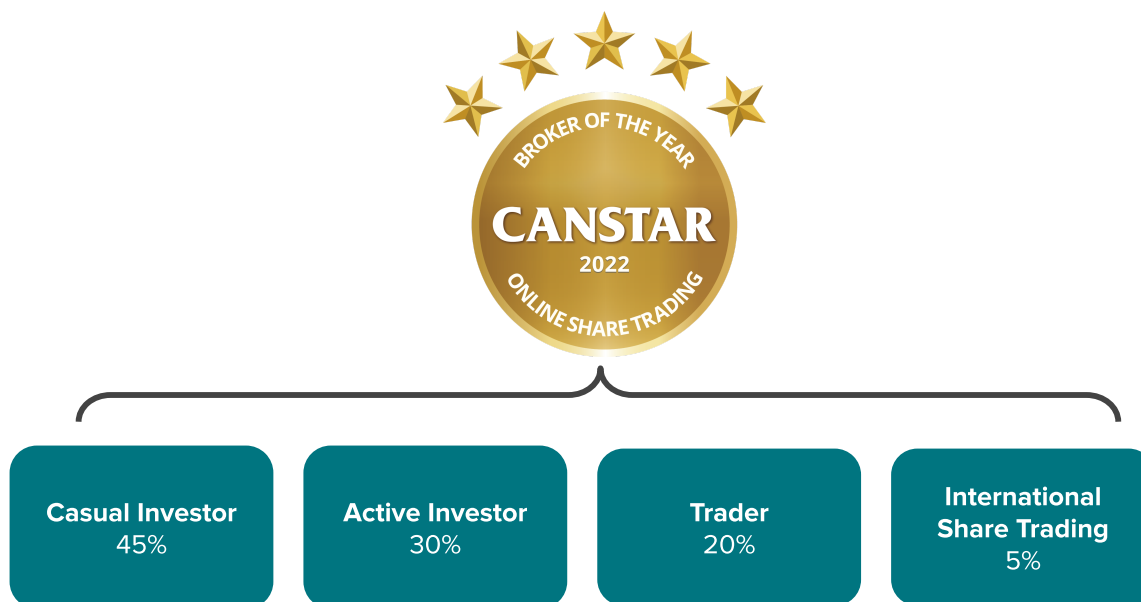 BROKER OF THE YEAR
CANSTAR
2022
ONLINE SHARE TRADING
Casual Investor
45%
Active Investor
30%
Trader
20%
International
Share Trading
5%